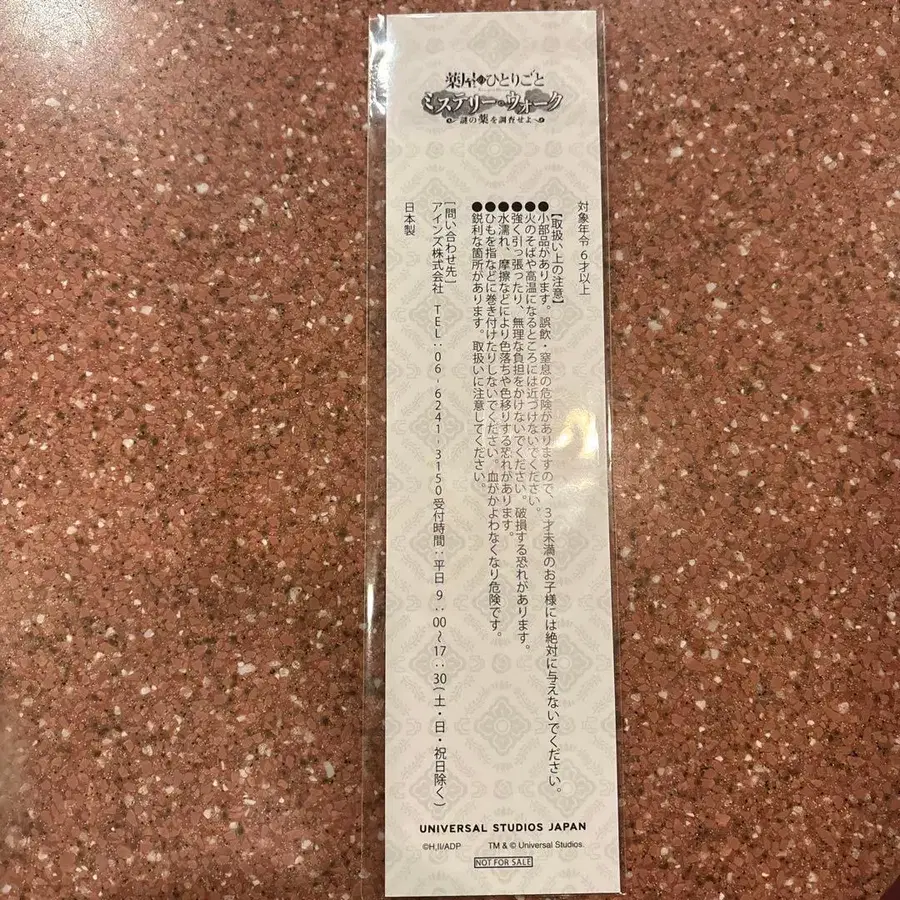 薬屋のひとりごと
ミステリー・ウォーク
～謎の薬を調査せよ～
対象年令 6才以上
【取扱い上の注意】
●小部品があります。誤飲・窒息の危険がありますので、3才未満のお子様には絶対に与えないでください。
●火のそばや高温になるところには近づけないでください。
●強く引っ張ったり、無理な負担をかけないでください。破損する恐れがあります。
●水濡れ、摩擦などにより色落ちや色移りする恐れがあります。
●ひもを指などに巻き付けたりしないでください。血がかよわなくなり危険です。
●鋭利な箇所があります。取扱いに注意してください。
[問い合わせ先]
アインズ株式会社 TEL:06-6241-3150受付時間:平日9:00～17:30(土・日・祝日除く)
日本製
UNIVERSAL STUDIOS JAPAN
©H,II/ADP TM & © Universal Studios.
NOT FOR SALE